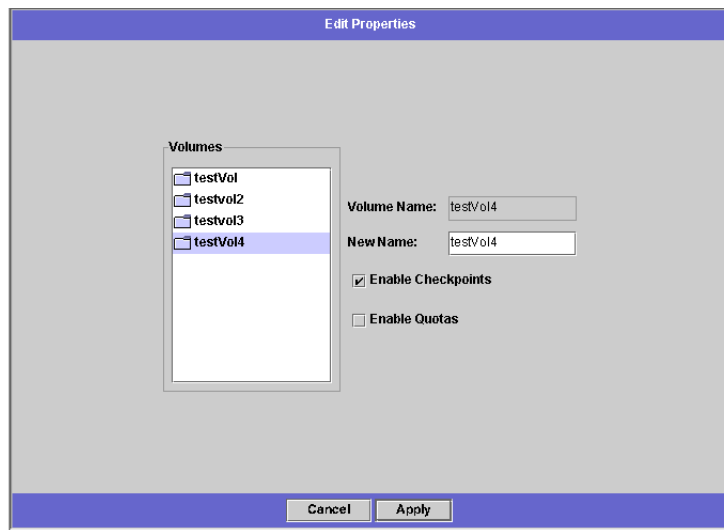 Edit Properties
Volumes
testVol
testvol2
testvol3
testVol4
Volume Name: testVol4
New Name: testVol4
Enable Checkpoints
Enable Quotas
Cancel Apply